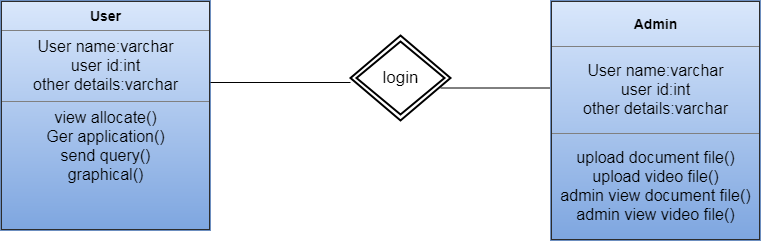 User
User name:varchar
user id:int
other details:varchar
view allocate()
Ger application()
send query()
graphical()
login
Admin
User name:varchar
user id:int
other details:varchar
upload document file()
upload video file()
admin view document file()
admin view video file()